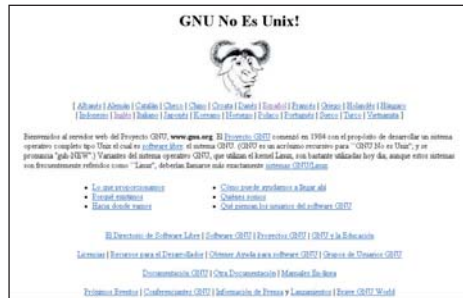 GNU No Es Unix!
[ Albanés | Alemán | Catalán | Checo | Chino | Croata | Danés | Español | Francés | Griego | Holandés | Húngaro
| Indonesio | Inglés | Italiano | Japonés | Koreano | Noruego | Polaco | Portugués | Sueco | Turco | Vietnamita ]
Bienvenidos al servidor web del Proyecto GNU, www.gnu.org. El Proyecto GNU comenzó en 1984 con el propósito de desarrollar un sistema
operativo completo tipo Unix el cual es software libre: el sistema GNU. (GNU es un acrónimo recursivo para ``GNU No es Unix''; y se
pronuncia "guh-NEW".) Variantes del sistema operativo GNU, que utilizan el kernel Linux, son bastante utilizadas hoy día; aunque estos sistemas
son frecuentemente referidos como ``Linux'', deberían llamarse más exactamente sistemas GNU/Linux.
Lo que proporcionamos
Por qué existimos
Hacia donde vamos
Cómo puede ayudarnos a llegar ahí
Quiénes somos
Qué piensan los usuarios del software GNU
El Directorio de Software Libre | Software GNU | Proyectos GNU | GNU y la Educación
Licencias | Recursos para el Desarrollador | Obtener Ayuda para software GNU | Grupos de Usuarios GNU
Documentación GNU | Otra Documentación | Manuales En-línea
Próximos Eventos | Conferenciantes GNU | Información de Prensa y Lanzamientos | Brave GNU World